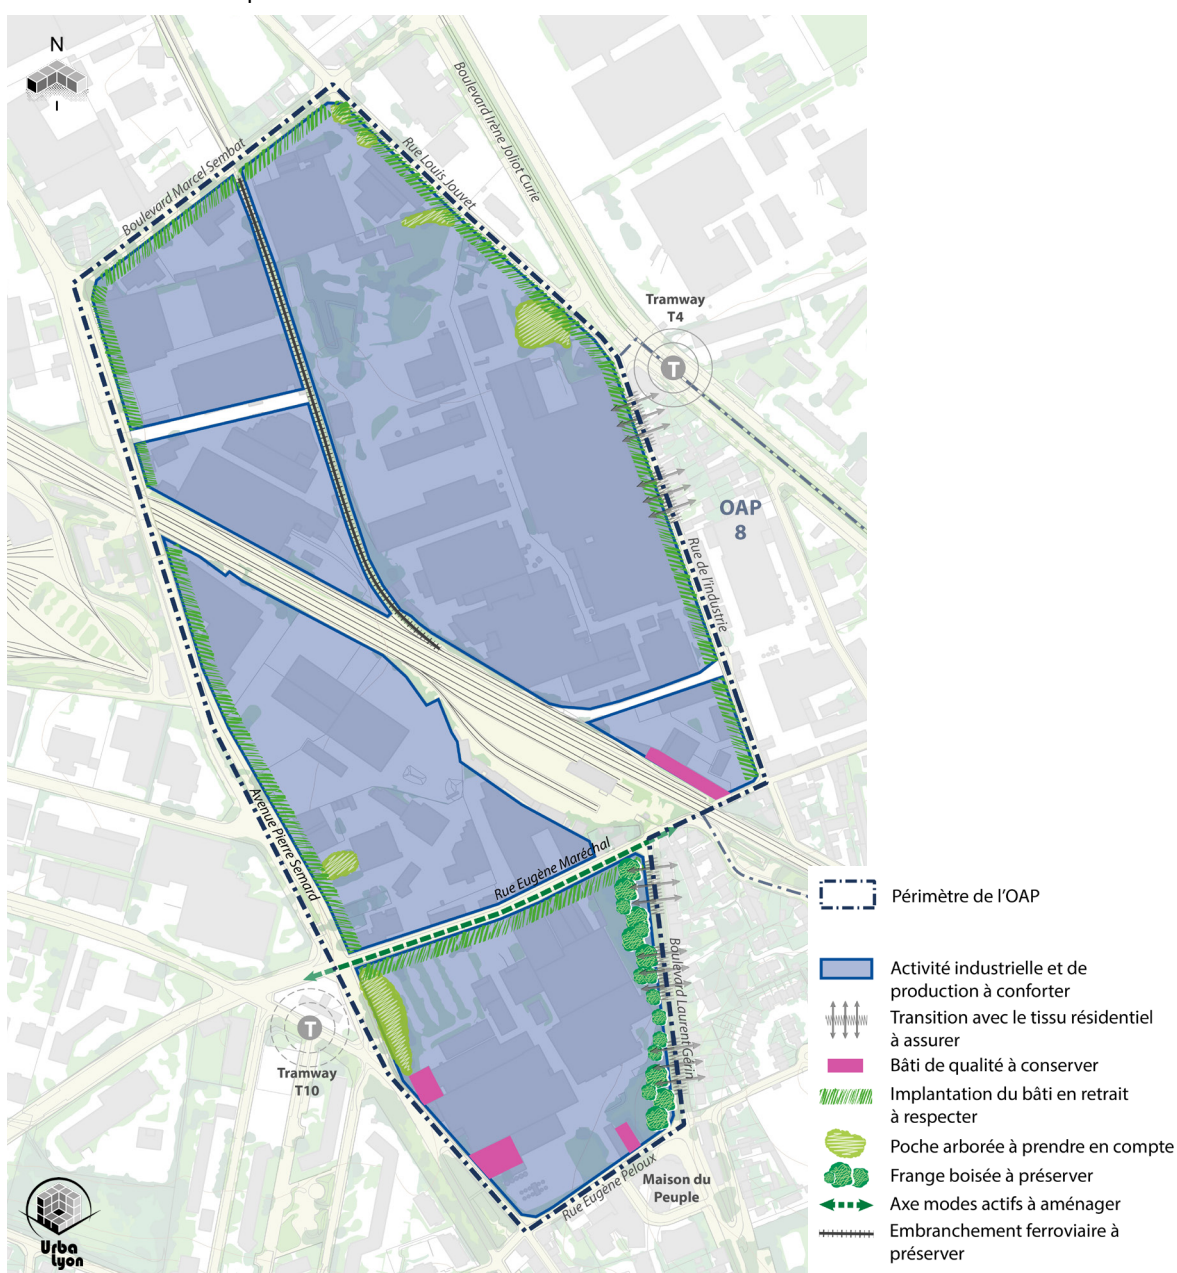 N
Boulevard Marcel Sembat
Rue Louis Jouvet
Boulevard Irène Joliot Curie
Tramway
T4
T
OAP
8
Rue de l'industrie
Avenue Pierre Semard
Rue Eugène Maréchal
Boulevard Laurent Gérin
T
Tramway
T10
Rue Eugène Peloux
Maison du
Peuple
Urba
Lyon
Périmètre de l'OAP
Activité industrielle et de
production à conforter
Transition avec le tissu résidentiel
à assurer
Bâti de qualité à conserver
Implantation du bâti en retrait
à respecter
Poche arborée à prendre en compte
Frange boisée à préserver
Axe modes actifs à aménager
Embranchement ferroviaire à
préserver